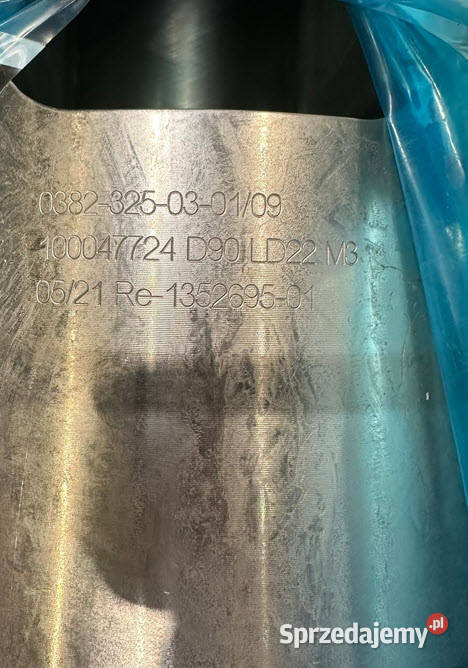 0382-325-03-01/09
100047724 D90 LD22 M3
05/21 Re-1352695-01
Sprzedajemy.pl